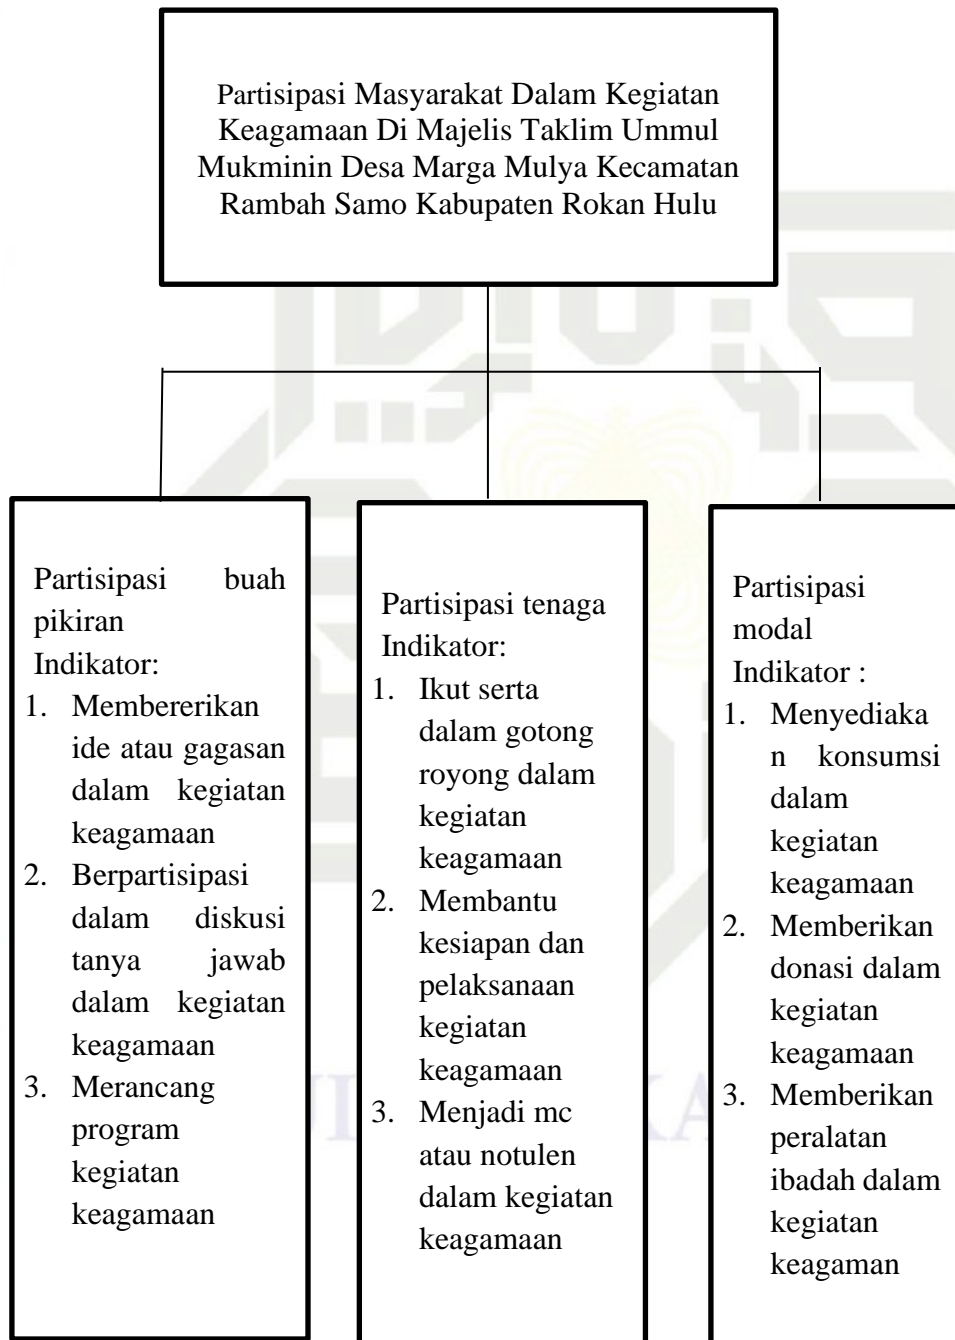 Partisipasi Masyarakat Dalam Kegiatan
Keagamaan Di Majelis Taklim Ummul
Mukminin Desa Marga Mulya Kecamatan
Rambah Samo Kabupaten Rokan Hulu
Partisipasi buah
pikiran
Indikator:
1. Membererikan
ide atau gagasan
dalam kegiatan
keagamaan
2. Berpartisipasi
dalam diskusi
tanya jawab
dalam kegiatan
keagamaan
3. Merancang
program
kegiatan
keagamaan
Partisipasi tenaga
Indikator:
1. Ikut serta
dalam gotong
royong dalam
kegiatan
keagamaan
2. Membantu
kesiapan dan
pelaksanaan
kegiatan
keagamaan
3. Menjadi mc
atau notulen
dalam kegiatan
keagamaan
Partisipasi
modal
Indikator :
1. Menyediaka
n konsumsi
dalam
kegiatan
keagamaan
2. Memberikan
donasi dalam
kegiatan
keagamaan
3. Memberikan
peralatan
ibadah dalam
kegiatan
keagaman